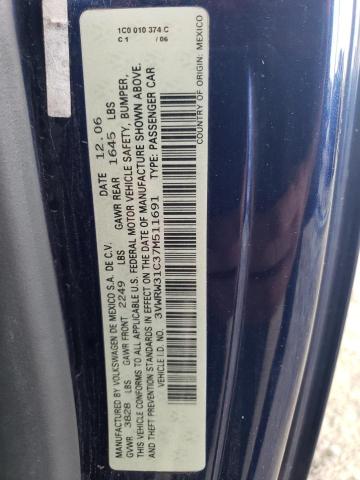 1C0 010 374 C
C 1 / 06
MANUFACTURED BY VOLKSWAGEN DE MEXICO S.A. DE C.V. DATE 12.06
GVWR 3828 LBS GAWR FRONT 2249 LBS GAWR REAR 1645 LBS
THIS VEHICLE CONFORMS TO ALL APPLICABLE U.S. FEDERAL MOTOR VEHICLE SAFETY, BUMPER,
AND THEFT PREVENTION STANDARDS IN EFFECT ON THE DATE OF MANUFACTURE SHOWN ABOVE.
VEHICLE I.D. NO. 3VWRW31C37M511691 TYPE: PASSENGER CAR
COUNTRY OF ORIGIN: MEXICO